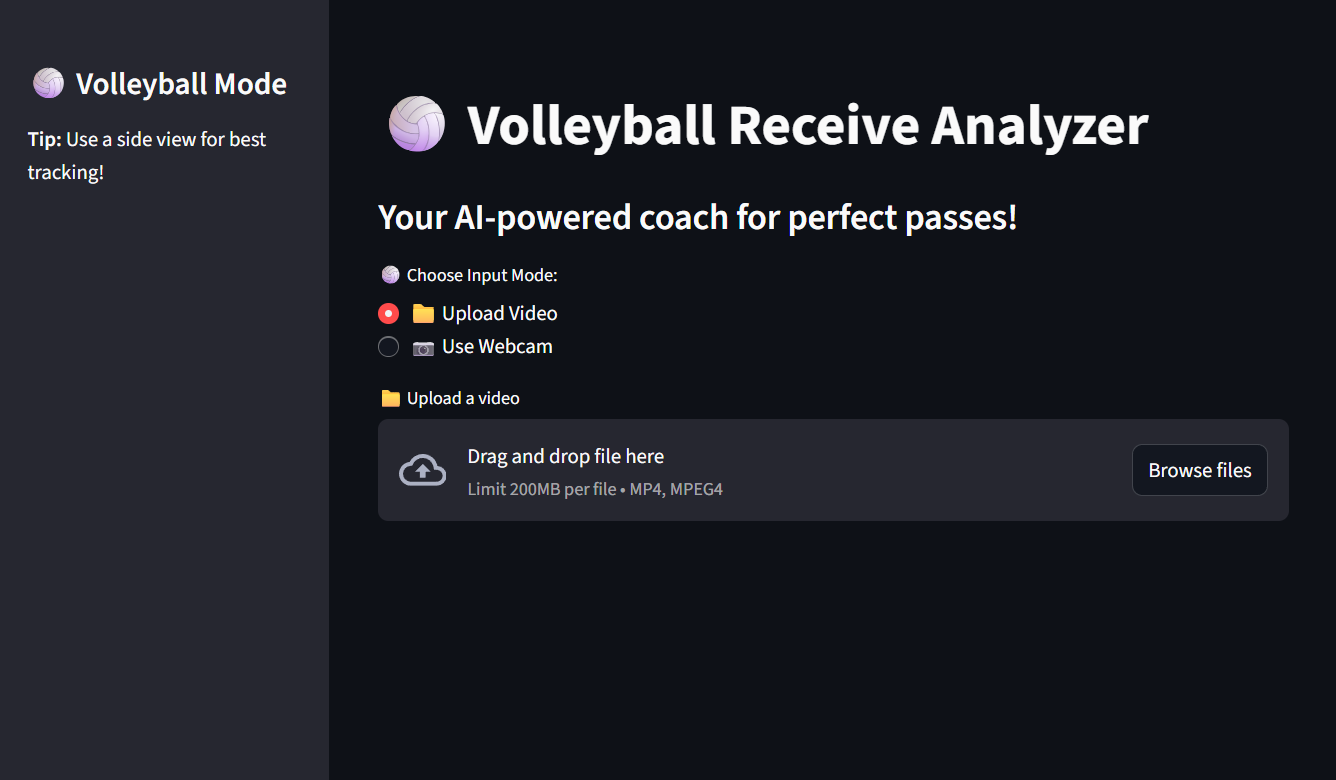 Volleyball Mode
Tip: Use a side view for best
tracking!
Volleyball Receive Analyzer
Your AI-powered coach for perfect passes!
Choose Input Mode:
Upload Video
Use Webcam
Upload a video
Drag and drop file here
Limit 200MB per file • MP4, MPEG4
Browse files